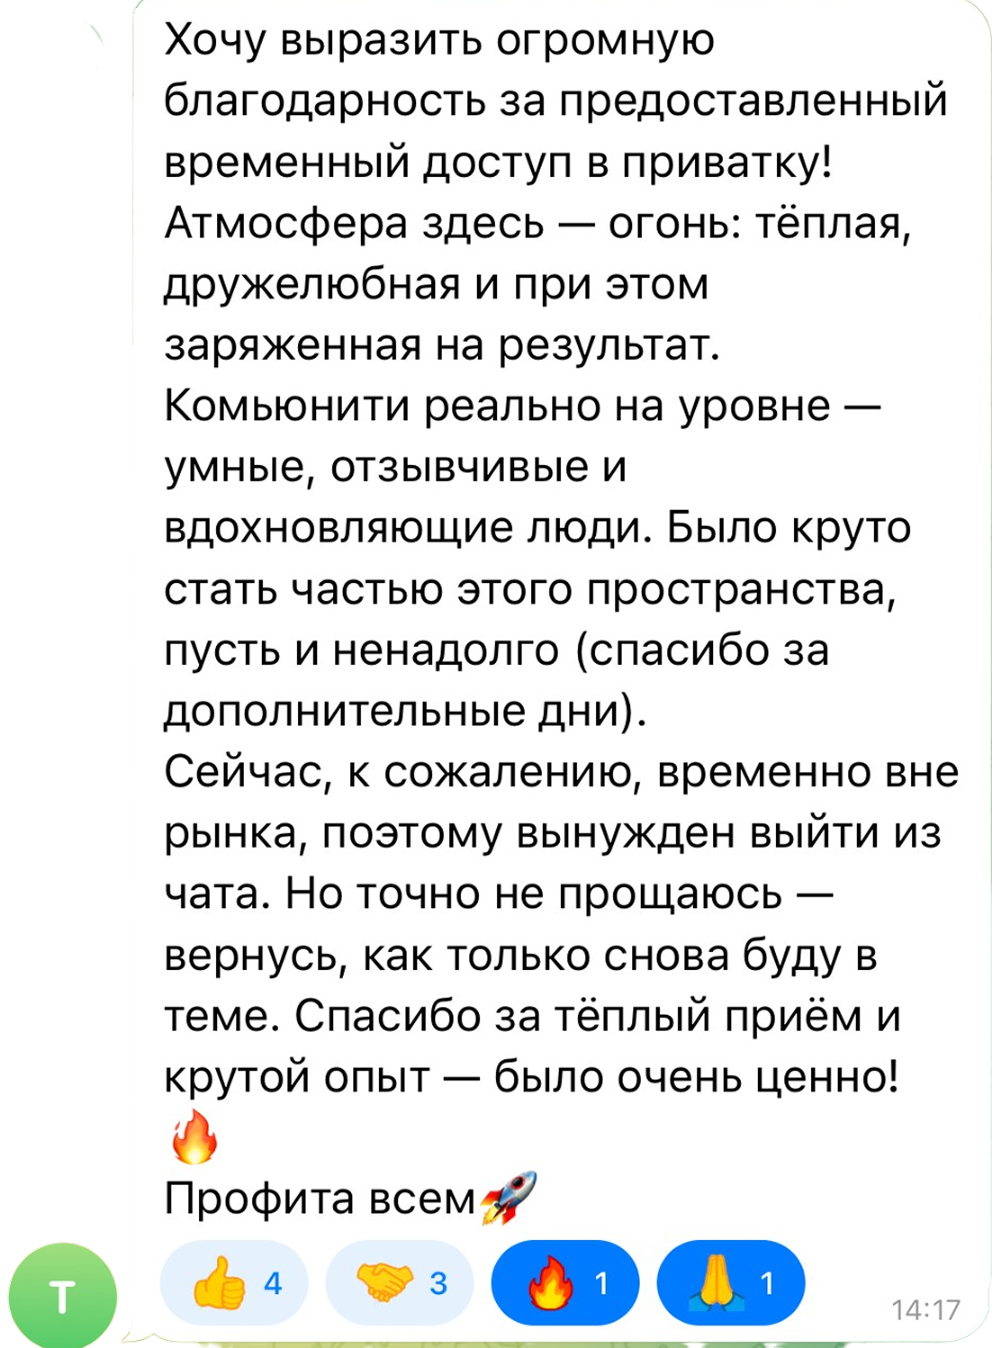 Хочу выразить огромную
благодарность за предоставленный
временный доступ в приватку!
Атмосфера здесь — огонь: тёплая,
дружелюбная и при этом
заряженная на результат.
Комьюнити реально на уровне —
умные, отзывчивые и
вдохновляющие люди. Было круто
стать частью этого пространства,
пусть и ненадолго (спасибо за
дополнительные дни).
Сейчас, к сожалению, временно вне
рынка, поэтому вынужден выйти из
чата. Но точно не прощаюсь —
вернусь, как только снова буду в
теме. Спасибо за тёплый приём и
крутой опыт — было очень ценно!
🔥
Профита всем🚀
👍 4 🤝 3 🔥 1 🙏 1
14:17
Т